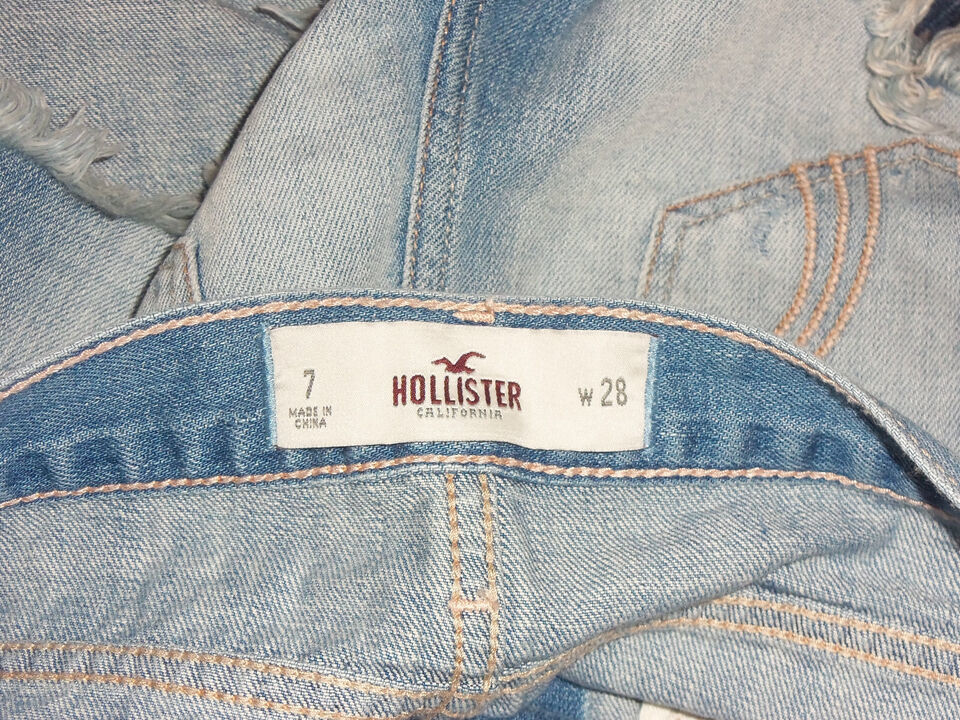 7
MADE IN
CHINA
HOLLISTER
CALIFORNIA
W 28